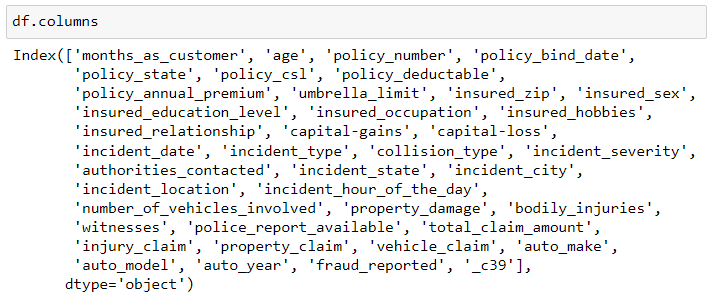 df.columns
Index(['months_as_customer', 'age', 'policy_number', 'policy_bind_date',
'policy_state', 'policy_csl', 'policy_deductable',
'policy_annual_premium', 'umbrella_limit', 'insured_zip', 'insured_sex',
'insured_education_level', 'insured_occupation', 'insured_hobbies',
'insured_relationship', 'capital-gains', 'capital-loss',
'incident_date', 'incident_type', 'collision_type', 'incident_severity',
'authorities_contacted', 'incident_state', 'incident_city',
'incident_location', 'incident_hour_of_the_day',
'number_of_vehicles_involved', 'property_damage', 'bodily_injuries',
'witnesses', 'police_report_available', 'total_claim_amount',
'injury_claim', 'property_claim', 'vehicle_claim', 'auto_make',
'auto_model', 'auto_year', 'fraud_reported', '_c39'],
dtype='object')